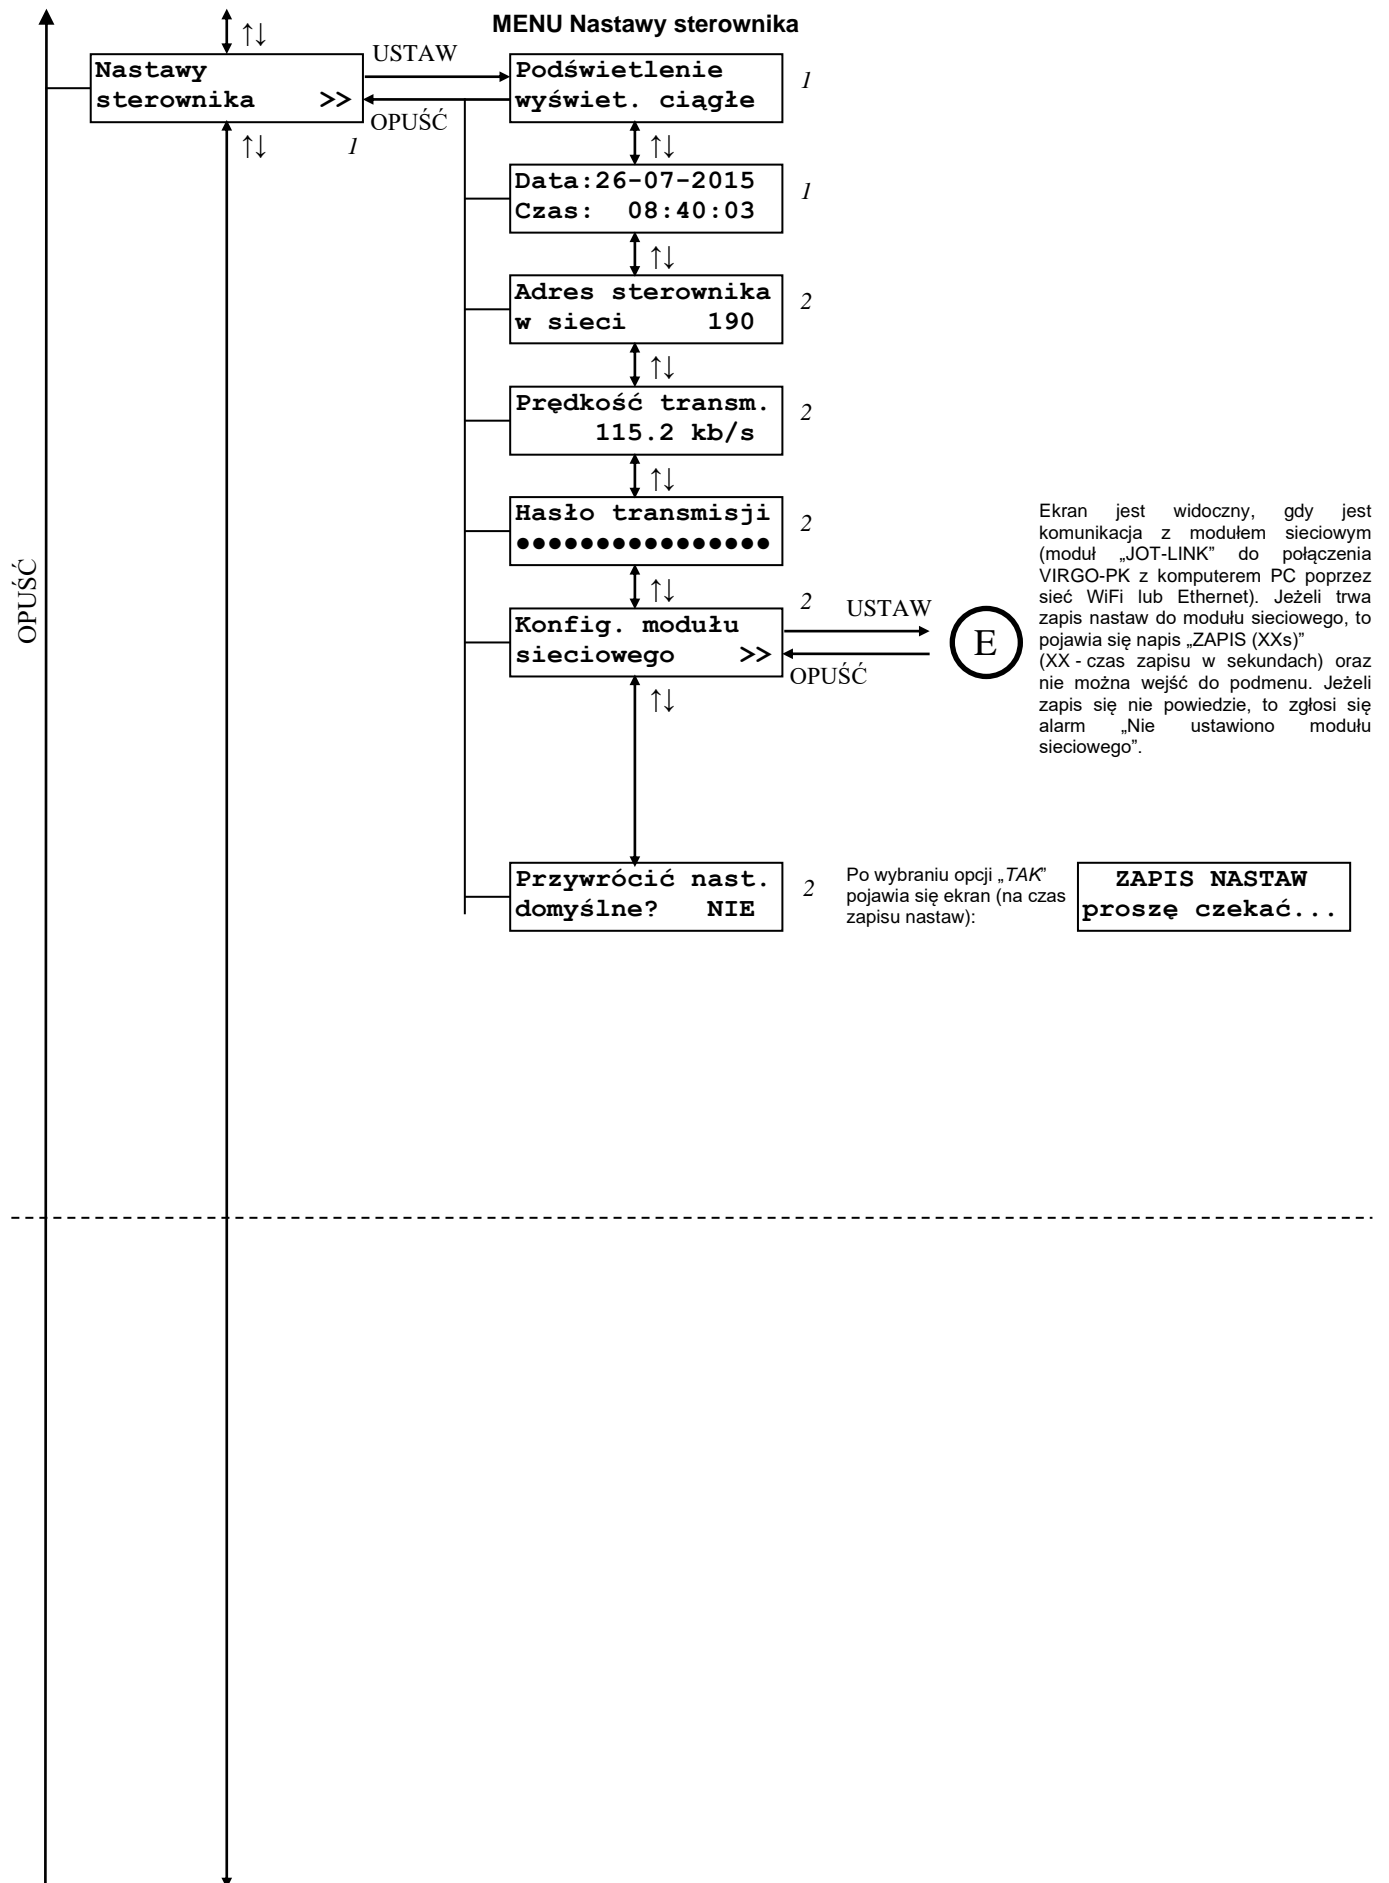 MENU Nastawy sterownika
↑↓
Nastawy
sterownika >>
USTAW
OPUŚĆ
↑↓
1
Podświetlenie
wyświet. ciągłe
1
↑↓
Data:26-07-2015
Czas: 08:40:03
1
↑↓
Adres sterownika
w sieci 190
2
↑↓
Prędkość transm.
115.2 kb/s
2
↑↓
Hasło transmisji
●●●●●●●●●●●●●●●●
2
↑↓
Konfig. modułu
sieciowego >>
2
USTAW
OPUŚĆ
E
↑↓
Ekran jest widoczny, gdy jest
komunikacja z modułem sieciowym
(moduł „JOT-LINK” do połączenia
VIRGO-PK z komputerem PC poprzez
sieć WiFi lub Ethernet). Jeżeli trwa
zapis nastaw do modułu sieciowego, to
pojawia się napis „ZAPIS (XXs)”
(XX - czas zapisu w sekundach) oraz
nie można wejść do podmenu. Jeżeli
zapis się nie powiedzie, to zgłosi się
alarm „Nie ustawiono modułu
sieciowego”.
OPUŚĆ
Przywrócić nast.
domyślne? NIE
2
Po wybraniu opcji „TAK”
pojawia się ekran (na czas
zapisu nastaw):
ZAPIS NASTAW
proszę czekać...